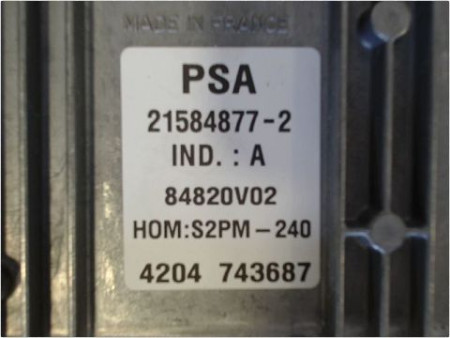 MADE IN FRANCE
PSA
21584877-2
IND. : A
84820V02
HOM:S2PM-240
4204 743687